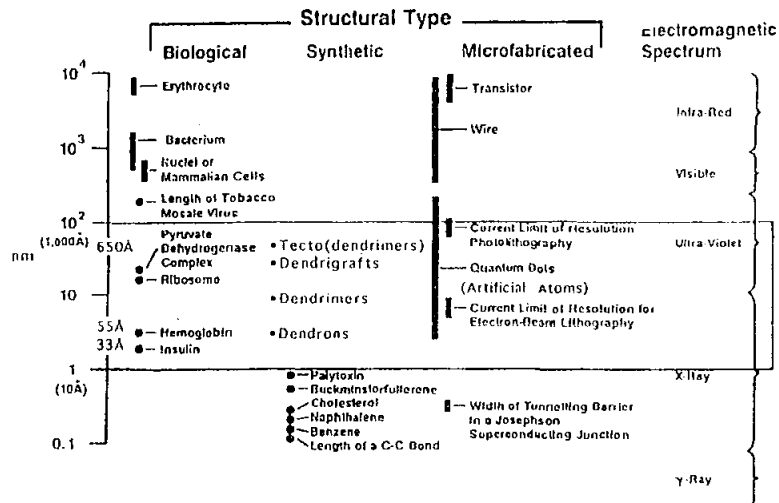 Structural Type
Electromagnetic
Spectrum
Biological
Synthetic
Microfabricated
10⁴
Erythrocyte
Transistor
Infra-Red
Wire
Bacterium
10³
Nuclei or
Mammalian Cells
Visible
Length of Tobacco
Mosaic Virus
10²
(1,000Å)
nm
650Å
Pyruvate
Dehydrogenase
Complex
Ribosome
Tecto(dendrimers)
Dendrigrafts
Current Limit of Resolution
Photolithography
Ultra-Violet
Quantum Dots
(Artificial Atoms)
10
Dendrimers
Current Limit of Resolution for
Electron-Beam Lithography
55Å
33Å
Hemoglobin
Insulin
Dendrons
1
(10Å)
Palytoxin
Buckminsterfullerene
Cholesterol
Naphthalene
Benzene
Length of a C-C Bond
X-Ray
Width of Tunnelling Barrier
in a Josephson
Superconducting Junction
0.1
γ-Ray